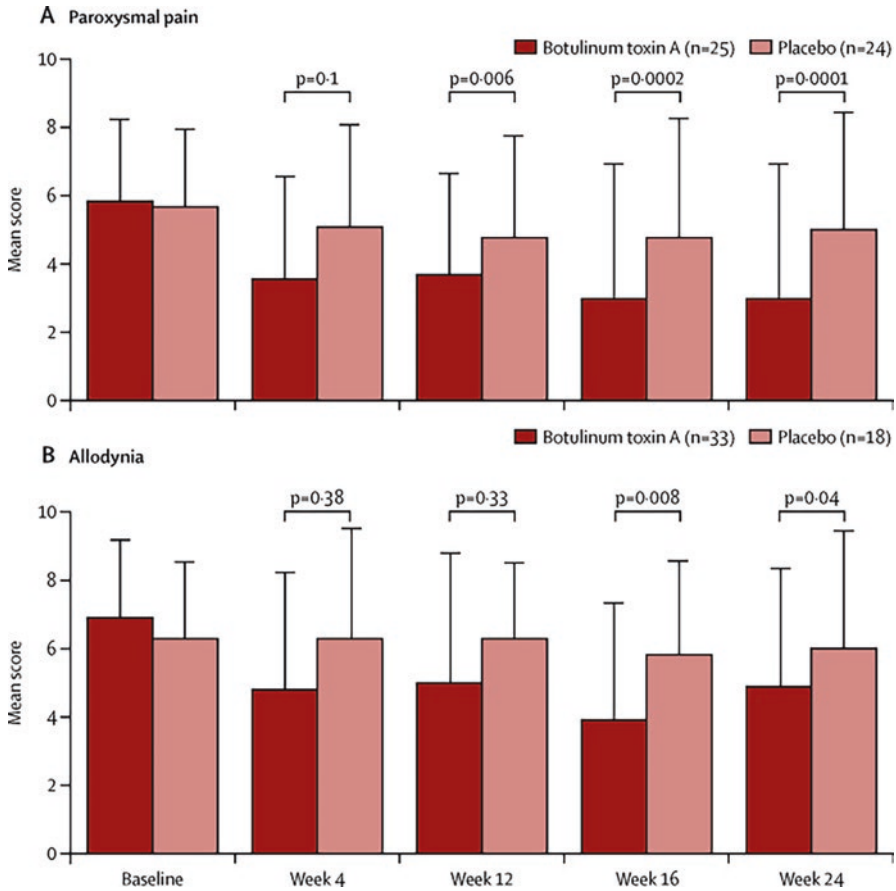 A Paroxysmal pain
Botulinum toxin A (n=25) Placebo (n=24)
10
8
6
4
2
0
Mean score
p=0·1
p=0·006
p=0·0002
p=0·0001
B Allodynia
Botulinum toxin A (n=33) Placebo (n=18)
10
8
6
4
2
0
Mean score
p=0·38
p=0·33
p=0·008
p=0·04
Baseline Week 4 Week 12 Week 16 Week 24